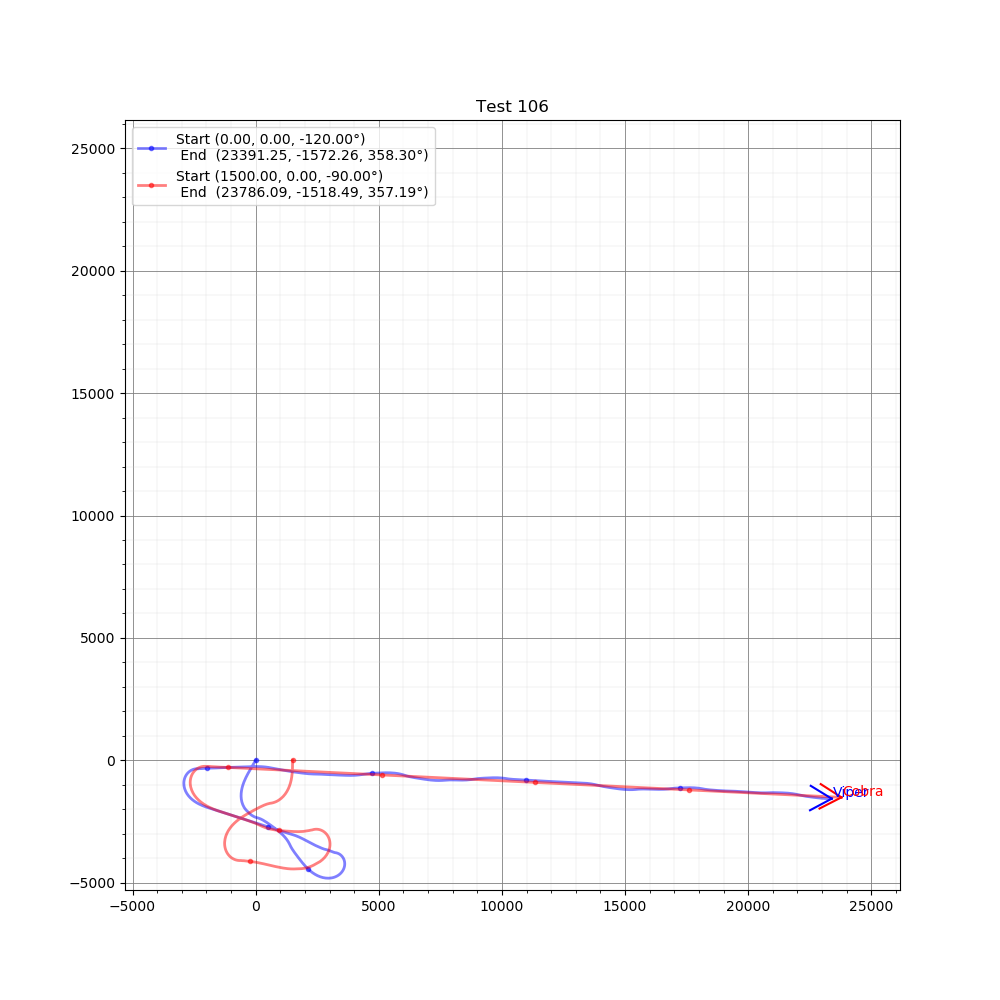 Test 106
Start (0.00, 0.00, -120.00°)
End  (23391.25, -1572.26, 358.30°)
Start (1500.00, 0.00, -90.00°)
End  (23786.09, -1518.49, 357.19°)
25000
20000
15000
10000
5000
0
−5000
Viper
Cobra
−5000 0 5000 10000 15000 20000 25000